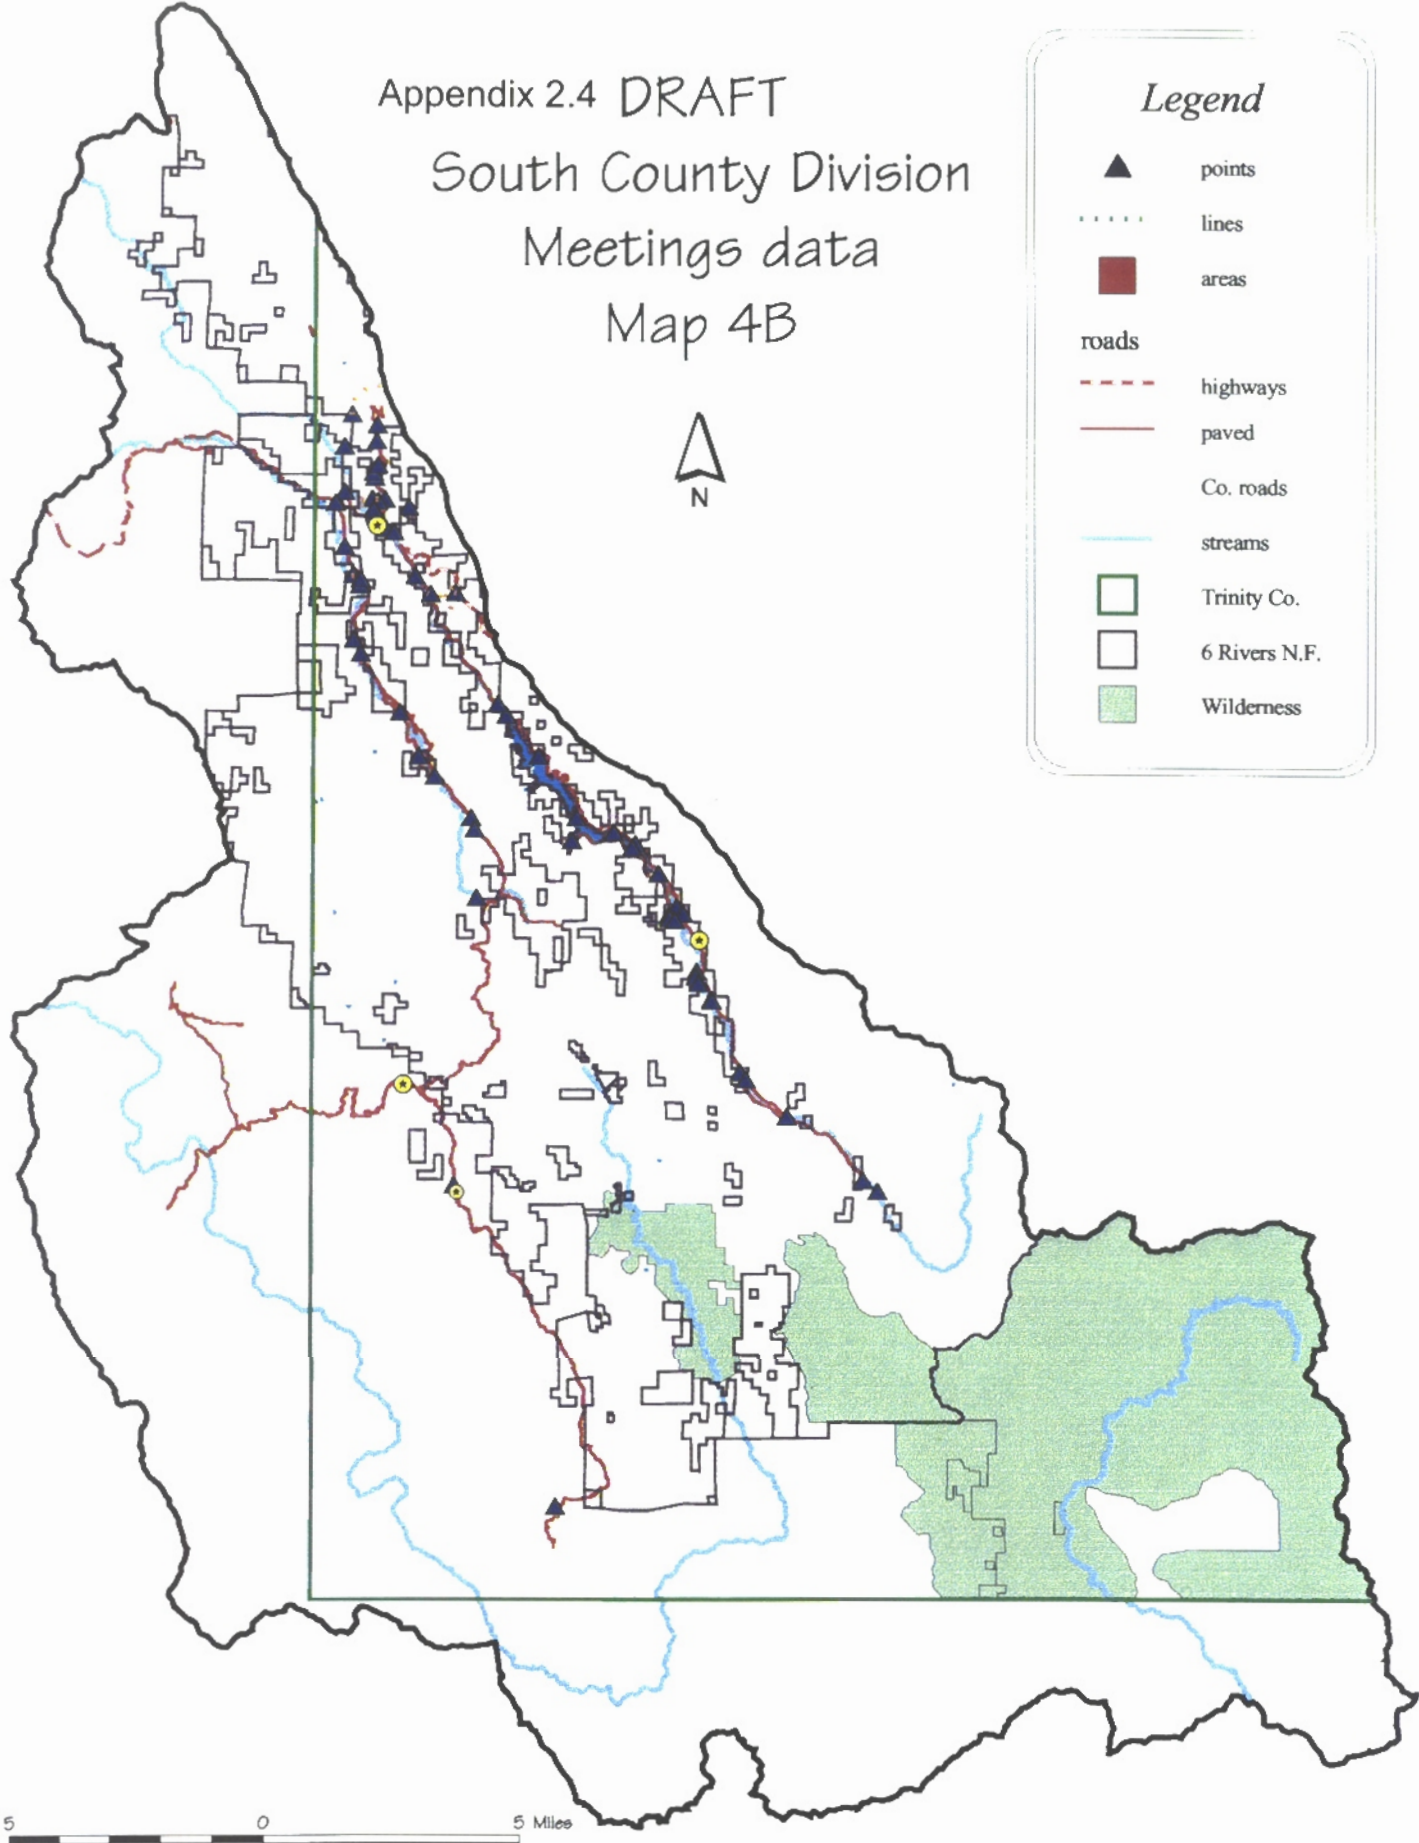 Appendix 2.4 DRAFT
South County Division
Meetings data
Map 4B
N
Legend
points
lines
areas
roads
highways
paved
Co. roads
streams
Trinity Co.
6 Rivers N.F.
Wilderness
5 0 5 Miles